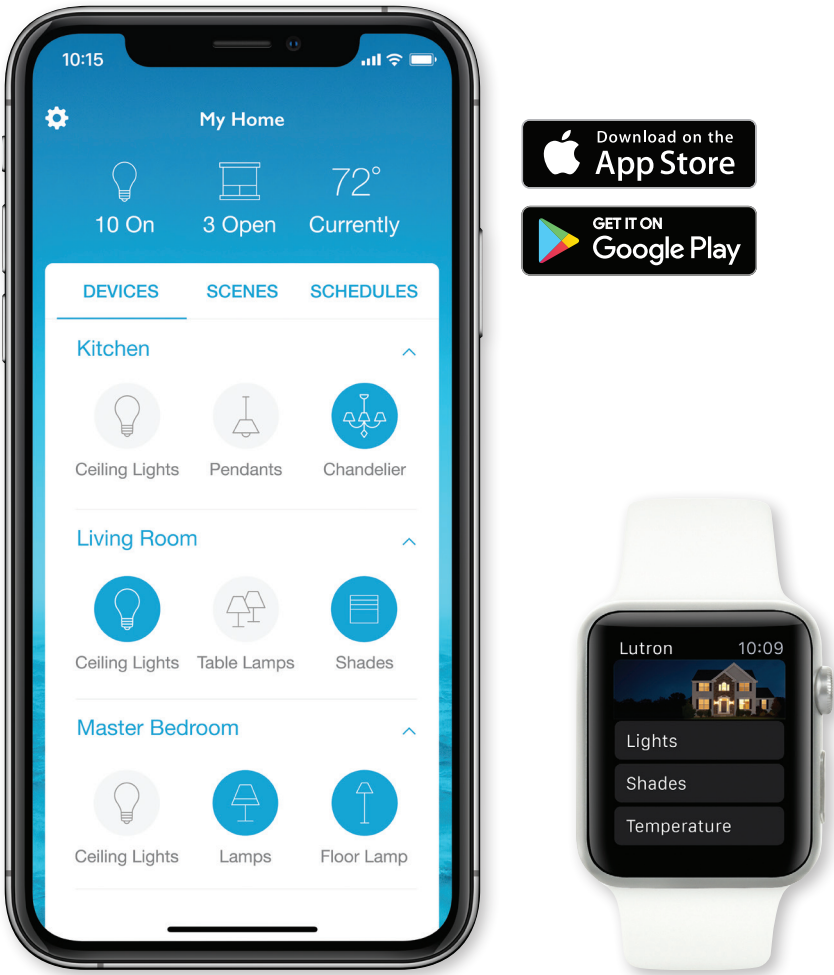 10:15
My Home
10 On
3 Open
72°
Currently
DEVICES
SCENES
SCHEDULES
Kitchen
Ceiling Lights
Pendants
Chandelier
Living Room
Ceiling Lights
Table Lamps
Shades
Master Bedroom
Ceiling Lights
Lamps
Floor Lamp
Download on the
App Store
GET IT ON
Google Play
Lutron 10:09
Lights
Shades
Temperature